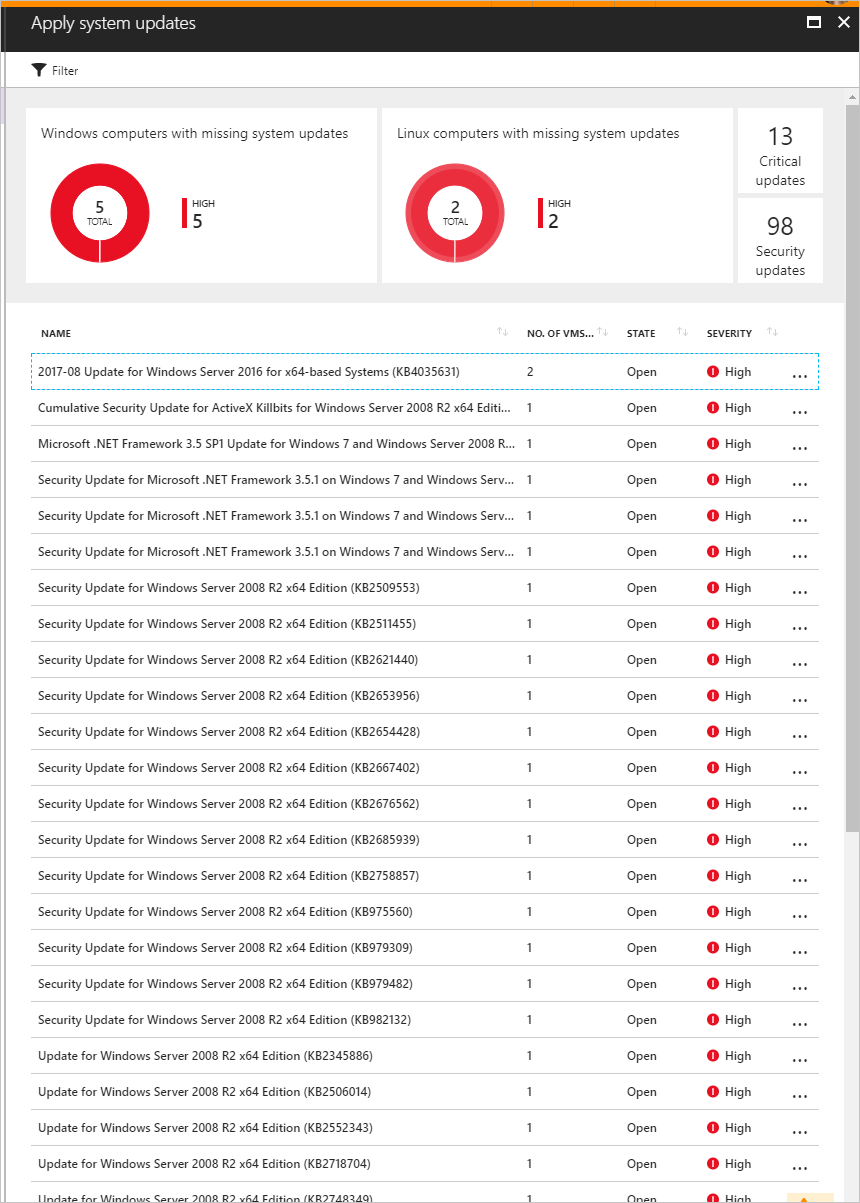 Apply system updates
Filter
Windows computers with missing system updates
5
TOTAL
HIGH
5
Linux computers with missing system updates
2
TOTAL
HIGH
2
13
Critical
updates
98
Security
updates
NAME NO. OF VMS... STATE SEVERITY
2017-08 Update for Windows Server 2016 for x64-based Systems (KB4035631) 2 Open High ...
Cumulative Security Update for ActiveX Killbits for Windows Server 2008 R2 x64 Editi... 1 Open High ...
Microsoft .NET Framework 3.5 SP1 Update for Windows 7 and Windows Server 2008 R... 1 Open High ...
Security Update for Microsoft .NET Framework 3.5.1 on Windows 7 and Windows Serv... 1 Open High ...
Security Update for Microsoft .NET Framework 3.5.1 on Windows 7 and Windows Serv... 1 Open High ...
Security Update for Microsoft .NET Framework 3.5.1 on Windows 7 and Windows Serv... 1 Open High ...
Security Update for Windows Server 2008 R2 x64 Edition (KB2509553) 1 Open High ...
Security Update for Windows Server 2008 R2 x64 Edition (KB2511455) 1 Open High ...
Security Update for Windows Server 2008 R2 x64 Edition (KB2621440) 1 Open High ...
Security Update for Windows Server 2008 R2 x64 Edition (KB2653956) 1 Open High ...
Security Update for Windows Server 2008 R2 x64 Edition (KB2654428) 1 Open High ...
Security Update for Windows Server 2008 R2 x64 Edition (KB2667402) 1 Open High ...
Security Update for Windows Server 2008 R2 x64 Edition (KB2676562) 1 Open High ...
Security Update for Windows Server 2008 R2 x64 Edition (KB2685939) 1 Open High ...
Security Update for Windows Server 2008 R2 x64 Edition (KB2758857) 1 Open High ...
Security Update for Windows Server 2008 R2 x64 Edition (KB975560) 1 Open High ...
Security Update for Windows Server 2008 R2 x64 Edition (KB979309) 1 Open High ...
Security Update for Windows Server 2008 R2 x64 Edition (KB979482) 1 Open High ...
Security Update for Windows Server 2008 R2 x64 Edition (KB982132) 1 Open High ...
Update for Windows Server 2008 R2 x64 Edition (KB2345886) 1 Open High ...
Update for Windows Server 2008 R2 x64 Edition (KB2506014) 1 Open High ...
Update for Windows Server 2008 R2 x64 Edition (KB2552343) 1 Open High ...
Update for Windows Server 2008 R2 x64 Edition (KB2718704) 1 Open High ...
Update for Windows Server 2008 R2 x64 Edition (KB2748349) 1 Open High